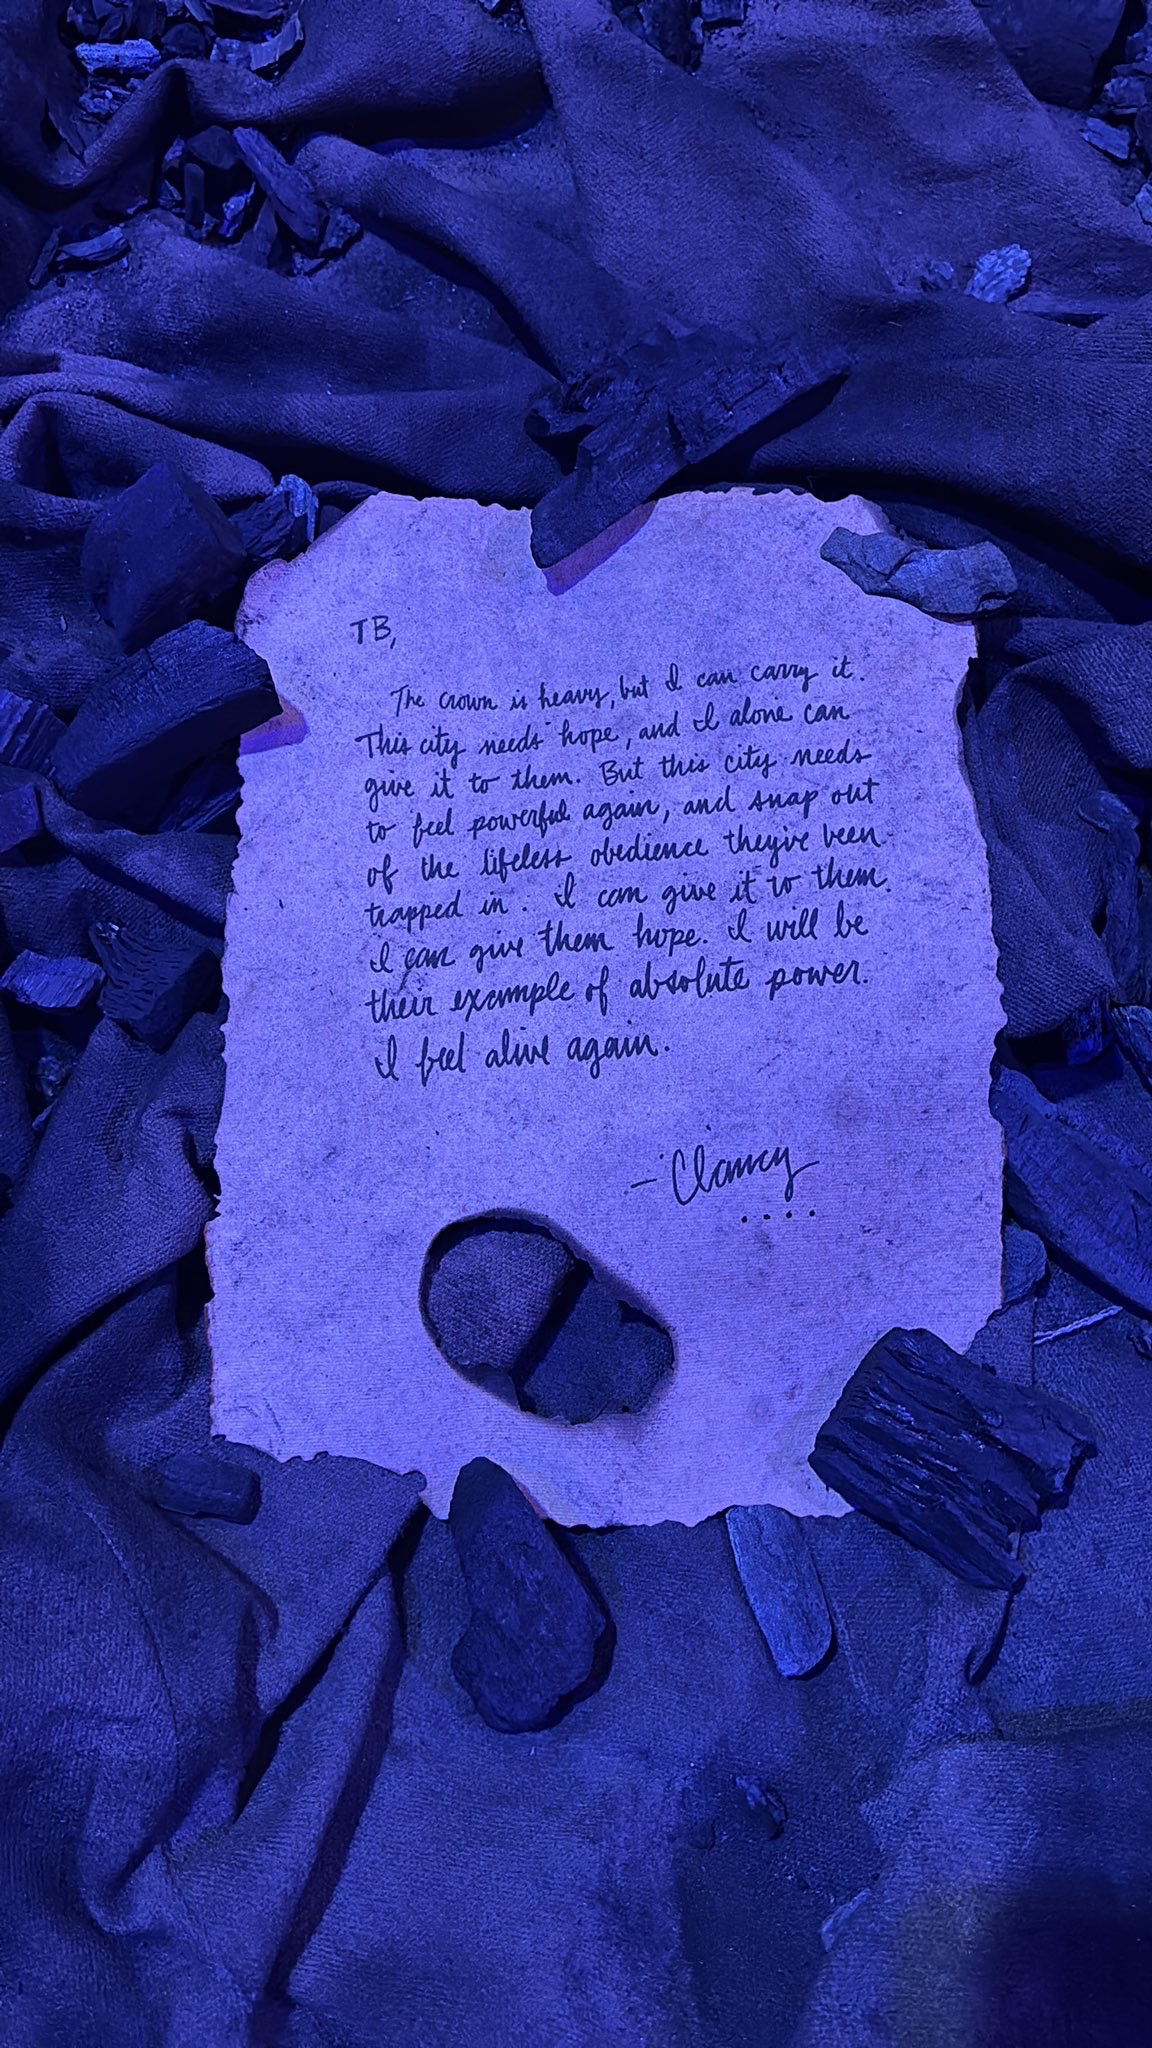 TB,
The crown is heavy, but I can carry it.
This city needs hope, and I alone can
give it to them. But this city needs
to feel powerful again, and snap out
of the lifeless obedience they've been
trapped in. I can give it to them.
I can give them hope. I will be
their example of absolute power.
I feel alive again.
– Clancy
....